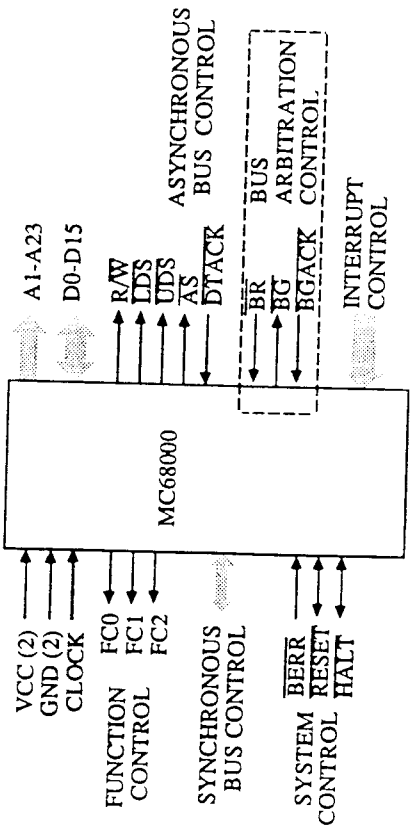 VCC (2)
GND (2)
CLOCK
FC0
FC1
FC2
FUNCTION
CONTROL
SYNCHRONOUS
BUS CONTROL
BERR
RESET
HALT
SYSTEM
CONTROL
MC68000
A1-A23
D0-D15
R/W
LDS
UDS
AS
DTACK
ASYNCHRONOUS
BUS CONTROL
BR
BG
BGACK
BUS
ARBITRATION
CONTROL
INTERRUPT
CONTROL